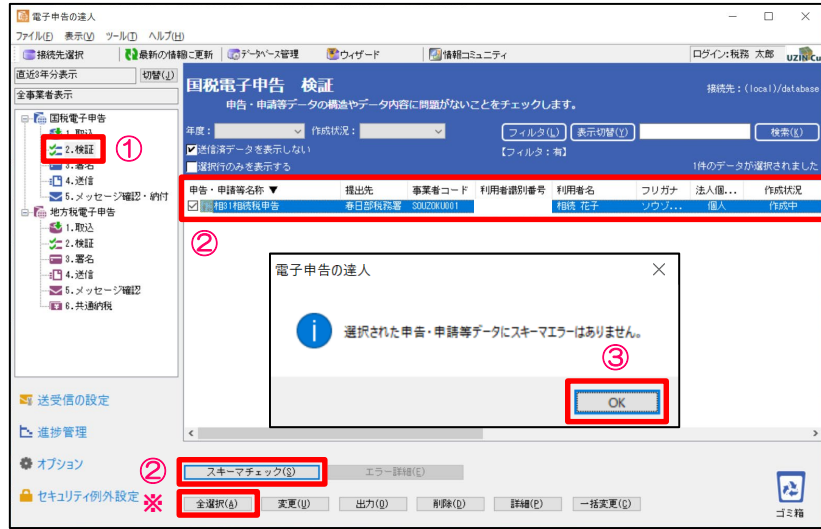 電子申告の達人
ファイル(F) 表示(V) ツール(T) ヘルプ(H)
接続先選択 最新の情報に更新 データベース管理 ウィザード 情報コミュニティ ログイン:税務 太郎
直近3年分表示 切替(J)
全事業者表示
国税電子申告
1.取込
2.検証 ①
3.署名
4.送信
5.メッセージ確認・納付
地方税電子申告
1.取込
2.検証
3.署名
4.送信
5.メッセージ確認
6.共通納税
送受信の設定
進捗管理
オプション
セキュリティ例外設定
国税電子申告 検証 接続先:(local)/database
申告・申請等データの構造やデータ内容に問題がないことをチェックします。
年度: 作成状況: フィルタ(L) 表示切替(Y) 検索(K)
送信済データを表示しない 【フィルタ:有】
選択行のみを表示する 1件のデータが選択されました
申告・申請等名称 ▼ 提出先 事業者コード 利用者識別番号 利用者名 フリガナ 法人個... 作成状況
相31相続税申告 春日部税務署 SOUZOKU001 相続 花子 ソウゾ... 個人 作成中
②
電子申告の達人
選択された申告・申請等データにスキーマエラーはありません。
③
OK
② スキーマチェック(S) エラー詳細(E)
※ 全選択(A) 変更(U) 出力(O) 削除(D) 詳細(P) 一括変更(C)
ゴミ箱